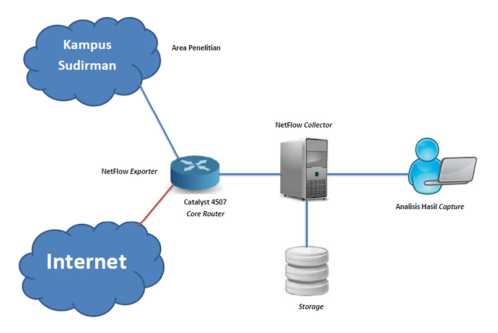 Kampus
Sudirman
Area Penelitian
NetFlow Collector
NetFlow Exporter
Catalyst 4507
Core Router
Analisis Hasil Capture
Internet
Storage